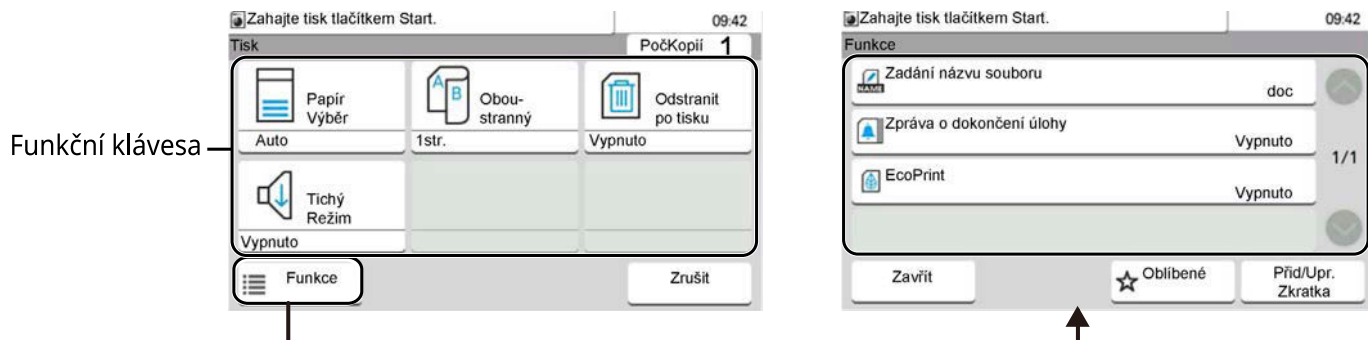 Zahajte tisk tlačítkem Start.
09:42
Tisk
PočKopií 1
Papír
Výběr
Auto
A
B
Obou-
stranný
1str.
Odstranit
po tisku
Vypnuto
Funkční klávesa
Tichý
Režim
Vypnuto
Funkce
Zrušit
Zahajte tisk tlačítkem Start.
09:42
Funkce
NAME
Zadání názvu souboru
doc
Zpráva o dokončení úlohy
Vypnuto
1/1
EcoPrint
Vypnuto
Zavřít
Oblíbené
Přid/Upr.
Zkratka